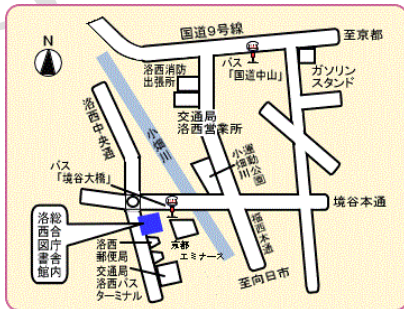 N
国道9号線
至京都
バス
「国道中山」
洛西消防
出張所
ガソリン
スタンド
交通局
洛西営業所
洛西中央通
小畑川
小畑川
運動公園
バス
「境谷大橋」
境谷本通
洛西図書館
総合庁舎内
洛西
郵便局
京都
エミナース
福西本通
交通局
洛西バス
ターミナル
至向日市